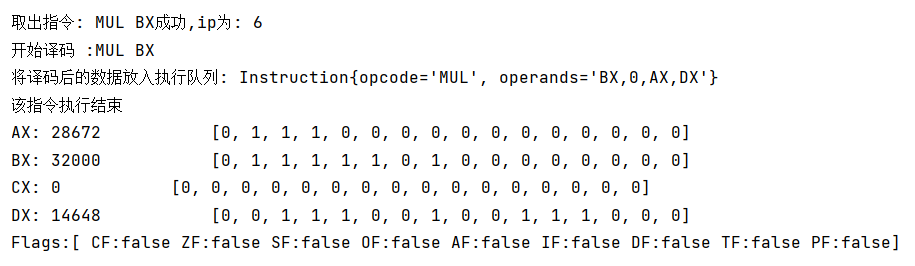 取出指令: MUL BX成功,ip为: 6
开始译码 :MUL BX
将译码后的数据放入执行队列: Instruction{opcode='MUL', operands='BX,0,AX,DX'}
该指令执行结束
AX: 28672 [0, 1, 1, 1, 0, 0, 0, 0, 0, 0, 0, 0, 0, 0, 0, 0]
BX: 32000 [0, 1, 1, 1, 1, 1, 0, 1, 0, 0, 0, 0, 0, 0, 0, 0]
CX: 0 [0, 0, 0, 0, 0, 0, 0, 0, 0, 0, 0, 0, 0, 0, 0, 0]
DX: 14648 [0, 0, 1, 1, 1, 0, 0, 1, 0, 0, 1, 1, 1, 0, 0, 0]
Flags:[ CF:false ZF:false SF:false OF:false AF:false IF:false DF:false TF:false PF:false]